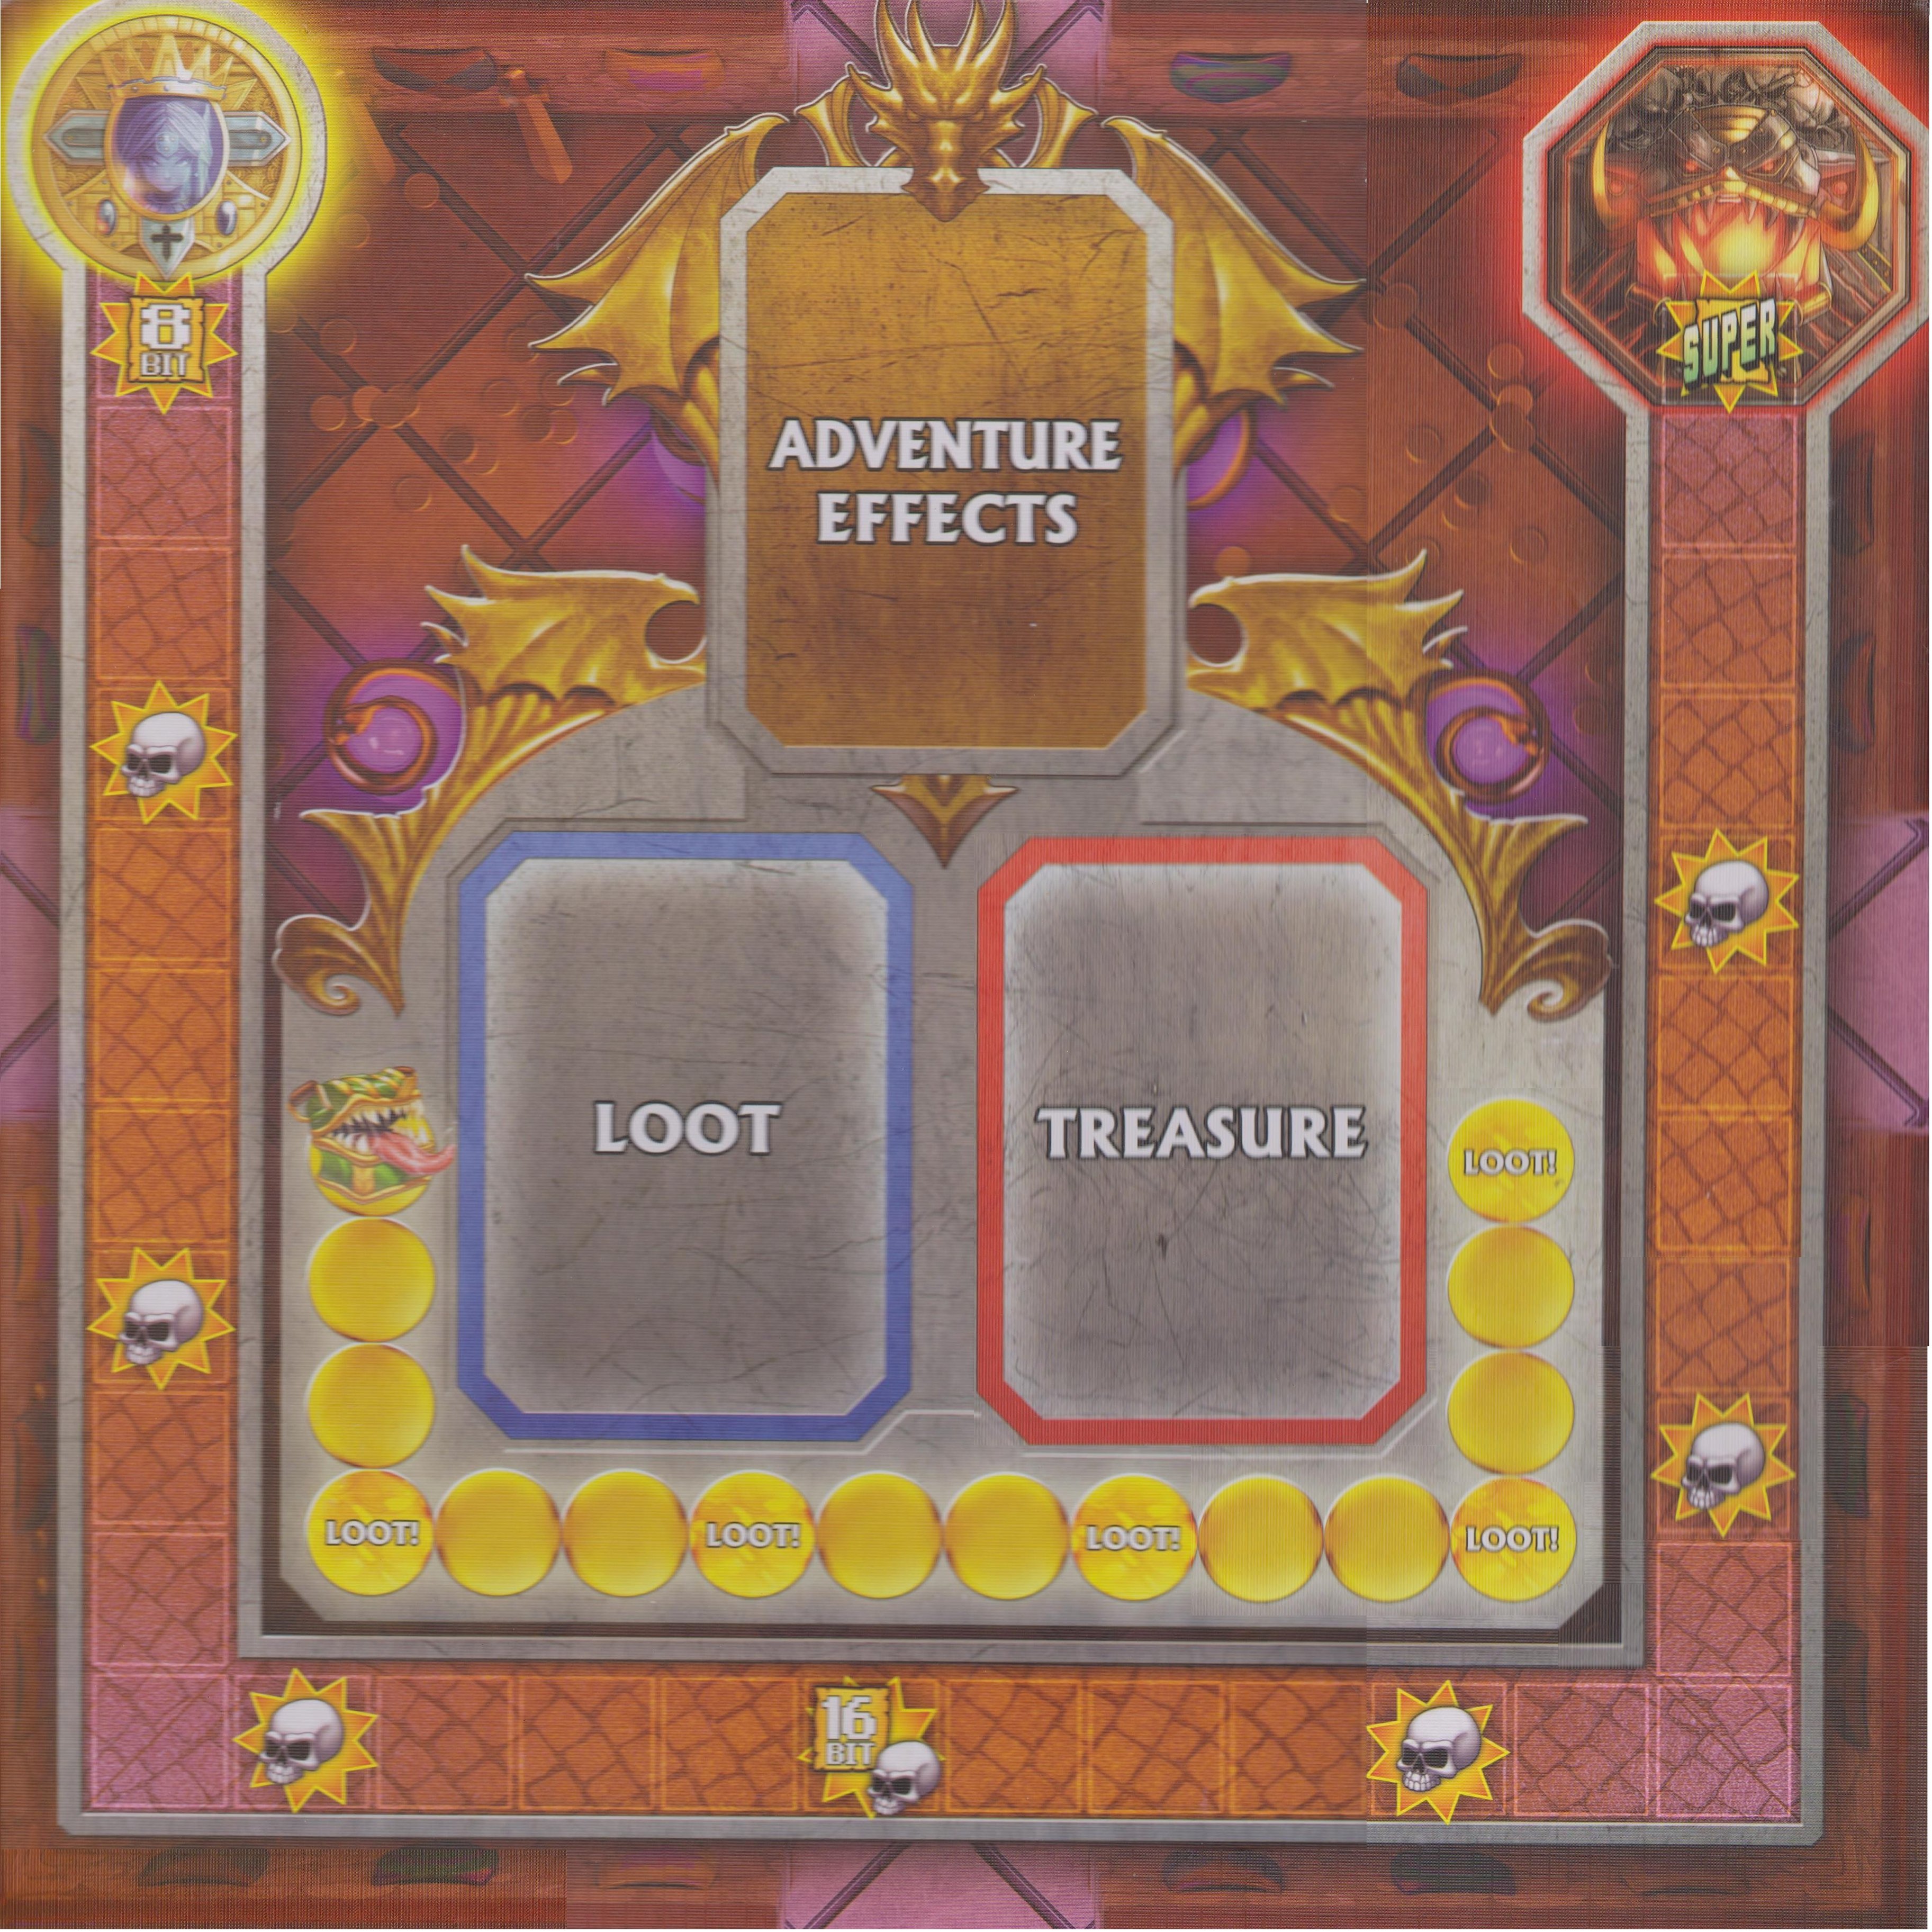 8
BIT
SUPER
ADVENTURE
EFFECTS
LOOT
TREASURE
LOOT!
LOOT!
LOOT!
LOOT!
LOOT!
16
BIT